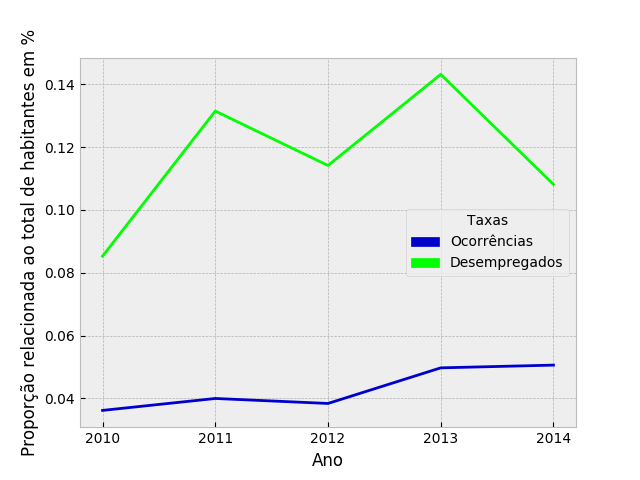 Proporção relacionada ao total de habitantes em %
0.14
0.12
0.10
0.08
0.06
0.04
Taxas
Ocorrências
Desempregados
2010 2011 2012 2013 2014
Ano